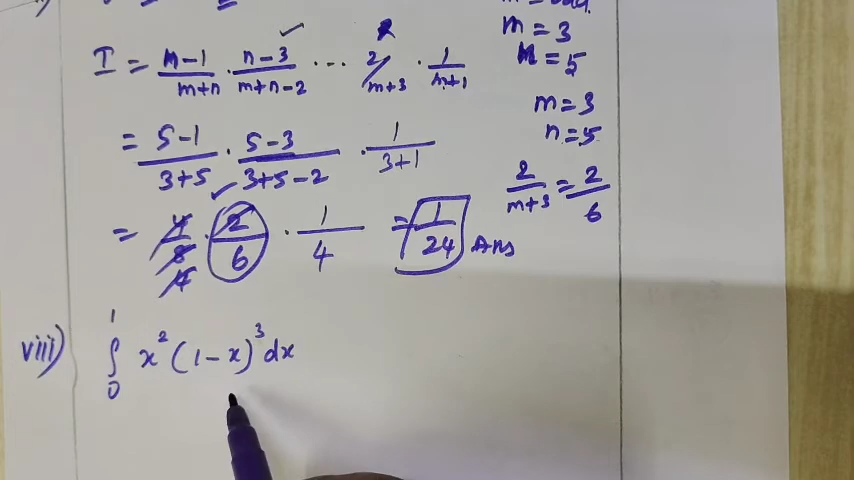 m = odd
m = 3
n = 5
I = n-1/m+n · n-3/m+n-2 ... 2/m+3 · 1/m+1
m = 3
n = 5
= 5-1/3+5 · 5-3/3+5-2 · 1/3+1
2/m+3 = 2/6
= 4/8 · 2/6 · 1/4 = 1/24 Ans
4
viii) ∫₀¹ x² (1-x)³ dx